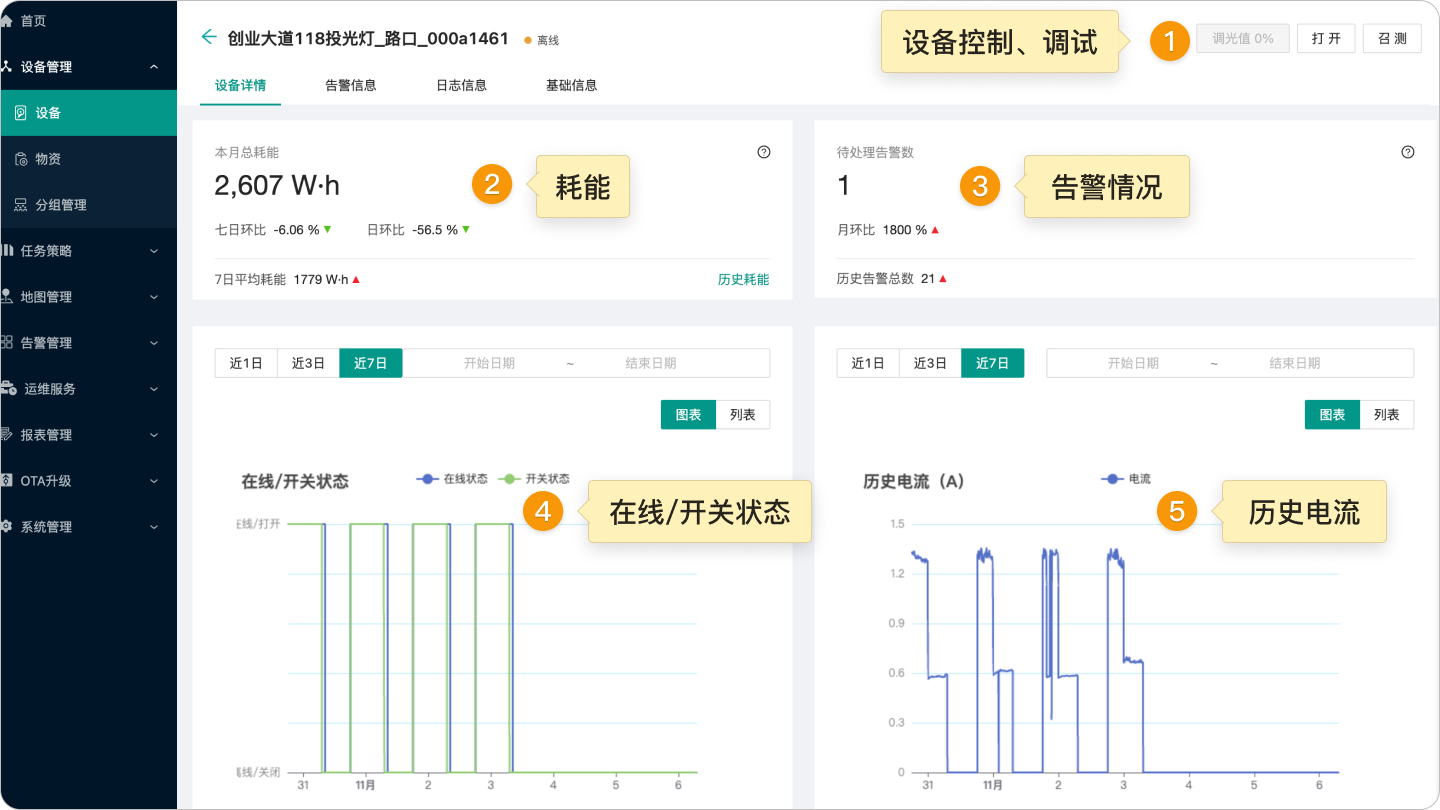 首页
设备管理
设备
物资
分组管理
任务策略
地图管理
告警管理
运维服务
报表管理
OTA升级
系统管理
创业大道118投光灯_路口_000a1461
离线
设备控制、调试
1
调光值 0%
打 开
召 测
设备详情
告警信息
日志信息
基础信息
本月总耗能
2,607 W·h
2
耗能
七日环比 -6.06 %
日环比 -56.5 %
7日平均耗能 1779 W·h
历史耗能
待处理告警数
1
3
告警情况
月环比 1800 %
历史告警总数 21
近1日
近3日
近7日
开始日期
~
结束日期
图表
列表
在线/开关状态
在线状态
开关状态
4
在线/开关状态
线/打开
线/关闭
31
11月
2
3
4
5
6
近1日
近3日
近7日
开始日期
~
结束日期
图表
列表
历史电流（A）
电流
5
历史电流
1.5
1.2
0.9
0.6
0.3
0
31
11月
2
3
4
5
6